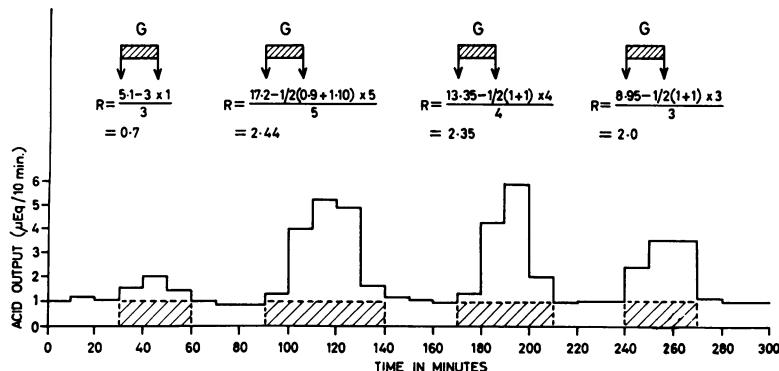 G G G G
R= 5·1-3 x 1 / 3 R= 17·2-1/2(0·9+1·10) x 5 / 5 R= 13·35-1/2(1+1) x 4 / 4 R= 8·95-1/2(1+1) x 3 / 3
= 0·7 = 2·44 = 2·35 = 2·0
ACID OUTPUT (µEq/10 min.)
6
5
4
3
2
1
0
0 20 40 60 80 100 120 140 160 180 200 220 240 260 280 300
TIME IN MINUTES